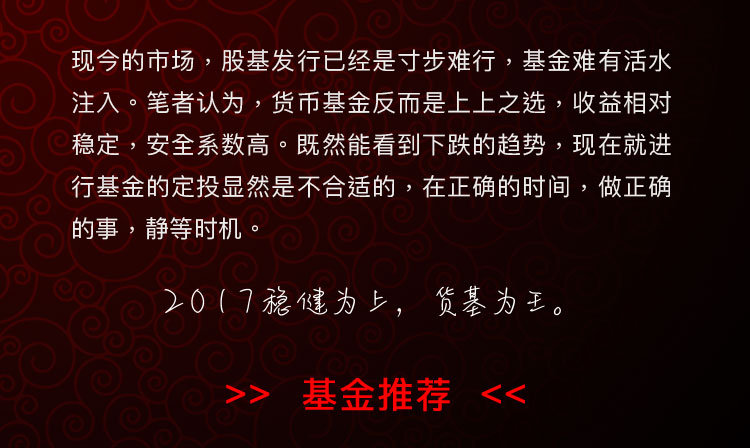 现今的市场，股基发行已经是寸步难行，基金难有活水
注入。笔者认为，货币基金反而是上上之选，收益相对
稳定，安全系数高。既然能看到下跌的趋势，现在就进
行基金的定投显然是不合适的，在正确的时间，做正确
的事，静等时机。
2017稳健为上，货基为王。
>> 基金推荐 <<